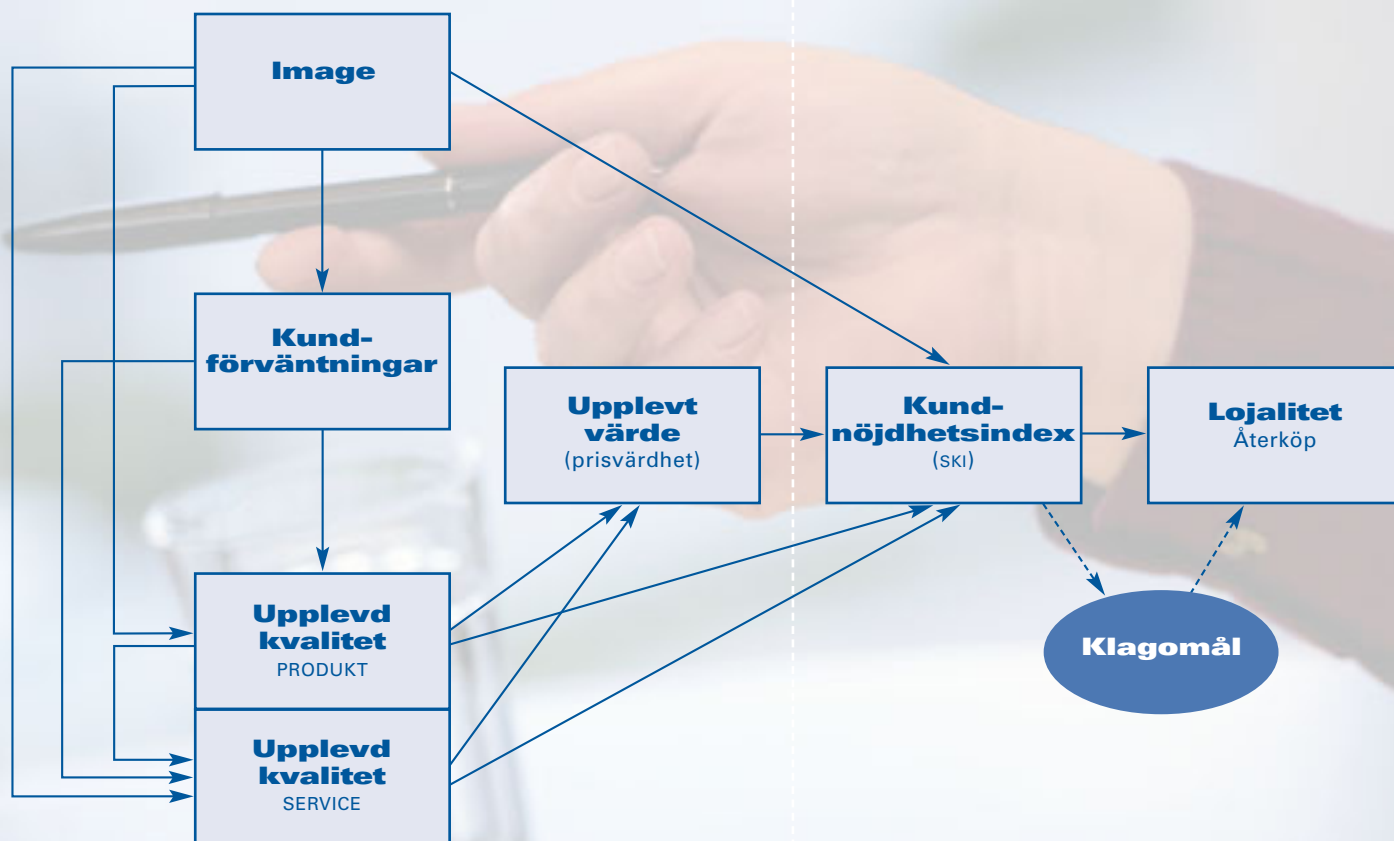 Image
Kund-
förväntningar
Upplevt
värde
(prisvärdhet)
Kund-
nöjdhetsindex
(SKI)
Lojalitet
Återköp
Upplevd
kvalitet
PRODUKT
Klagomål
Upplevd
kvalitet
SERVICE